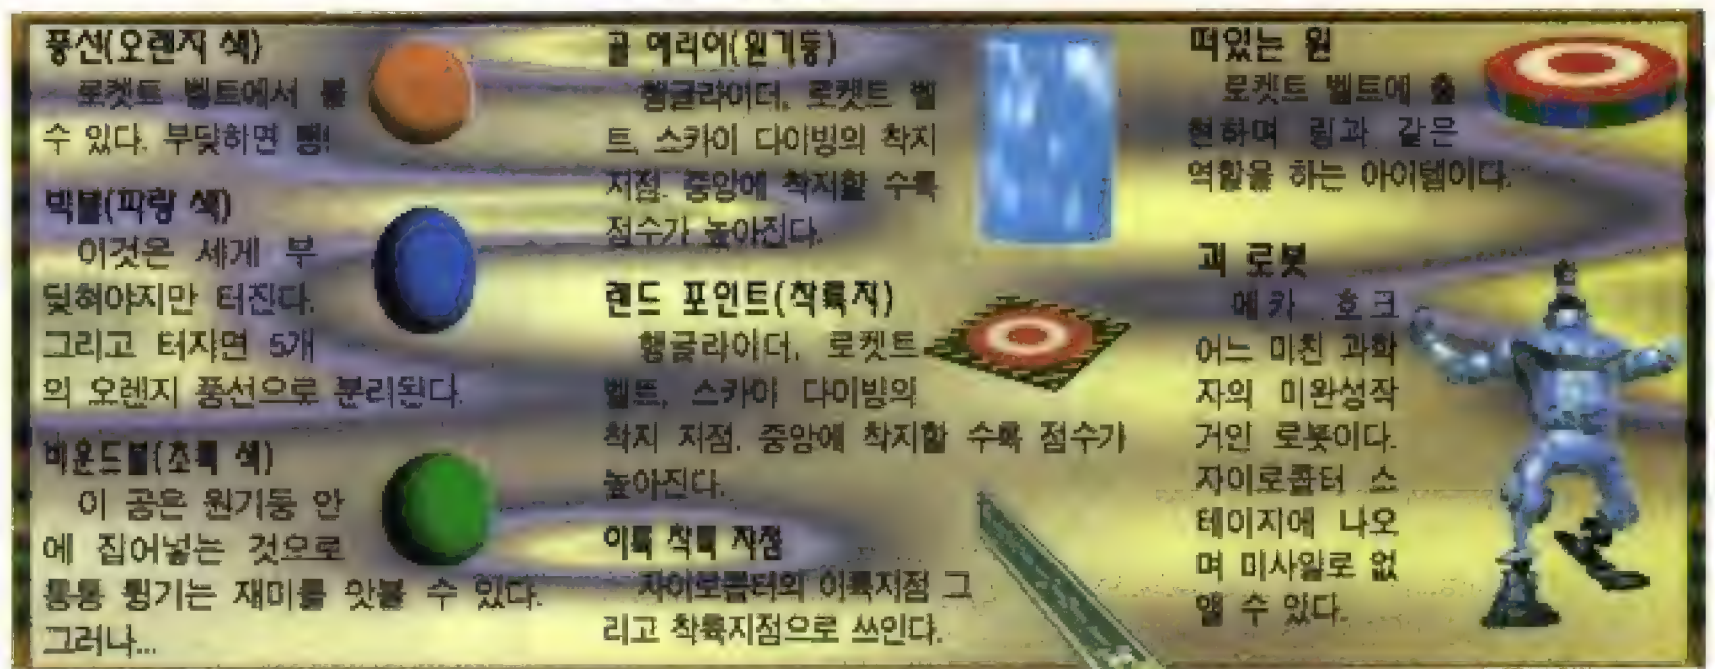 풍선(오렌지 색)
로켓트 벨트에서 볼
수 있다. 부딪하면 뻥!
빅볼(파랑 색)
이것은 세게 부
딪혀야지만 터진다.
그리고 터지면 5개
의 오렌지 풍선으로 분리된다.
바운드볼(초록 색)
이 공은 원기둥 안
에 집어넣는 것으로
통통 튕기는 재미를 맛볼 수 있다.
그러나...
골 에리어(원기둥)
행글라이더, 로켓트 벨
트, 스카이 다이빙의 착지
지점. 중앙에 착지할 수록
점수가 높아진다.
랜드 포인트(착륙지)
행글라이더, 로켓트
벨트, 스카이 다이빙의
착지 지점. 중앙에 착지할 수록 점수가
높아진다.
이륙 착륙 지점
자이로콥터의 이륙지점 그
리고 착륙지점으로 쓰인다.
떠있는 원
로켓트 벨트에 출
현하며 링과 같은
역할을 하는 아이템이다.
괴 로봇
메카 호크
어느 미친 과학
자의 미완성작
거인 로봇이다.
자이로콥터 스
테이지에 나오
며 미사일로 없
앨 수 있다.